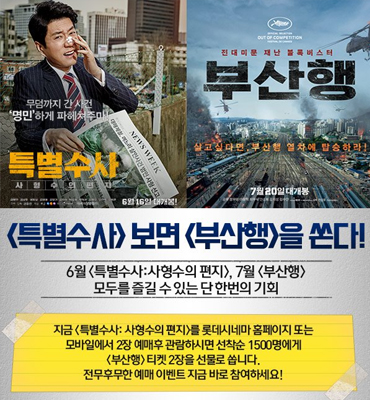 무덤까지 간 사건
'명민'하게 파헤쳐주마!
NEWS WEEK
특별수사
사형수의 편지
6월 16일 대개봉!
OUT OF COMPETITION
CANNES
전대미문 재난 블록버스터
부산행
살고싶다면, 부산행 열차에 탑승하라!
7월 20일 대개봉
<특별수사> 보면 <부산행>을 쏜다!
6월 <특별수사:사형수의 편지>, 7월 <부산행>
모두를 즐길 수 있는 단 한번의 기회
지금 <특별수사: 사형수의 편지>를 롯데시네마 홈페이지 또는
모바일에서 2장 예매후 관람하시면 선착순 1500명에게
<부산행> 티켓 2장을 선물로 쏩니다.
전무후무한 예매 이벤트 지금 바로 참여하세요!